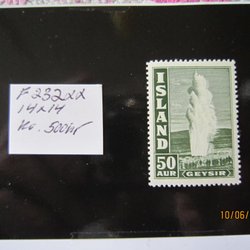 F232xx
14x14
Kr. 500kr
ISLAND
50
AUR
GEYSIR
10/06/